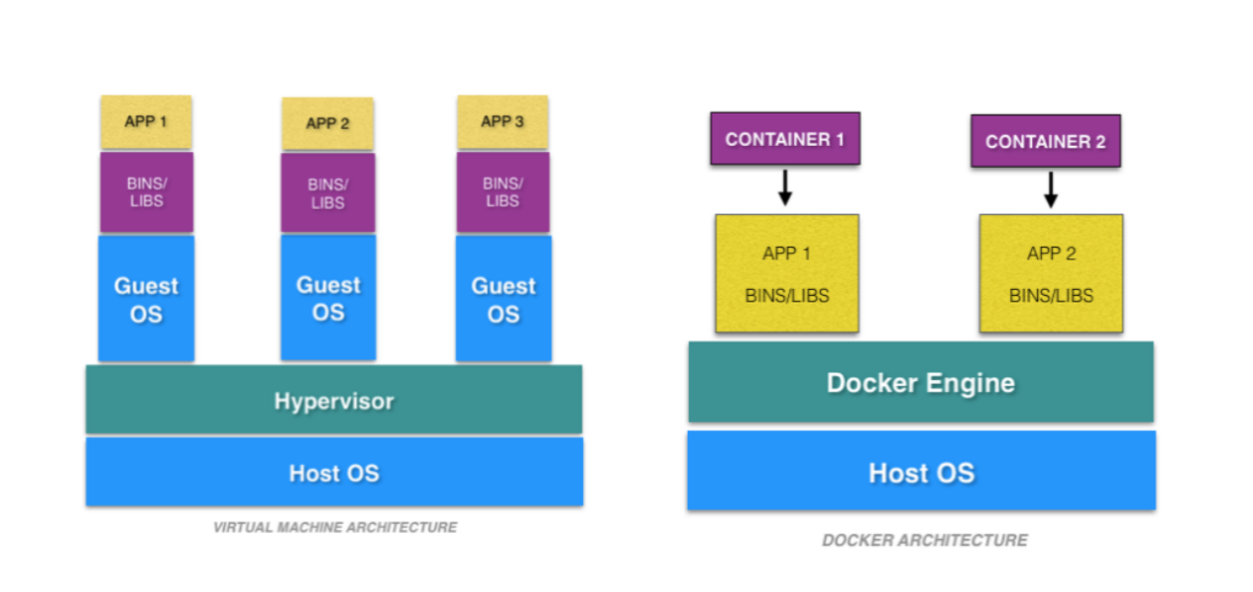 APP 1
BINS/
LIBS
Guest
OS
APP 2
BINS/
LIBS
Guest
OS
APP 3
BINS/
LIBS
Guest
OS
Hypervisor
Host OS
VIRTUAL MACHINE ARCHITECTURE
CONTAINER 1
APP 1
BINS/LIBS
CONTAINER 2
APP 2
BINS/LIBS
Docker Engine
Host OS
DOCKER ARCHITECTURE